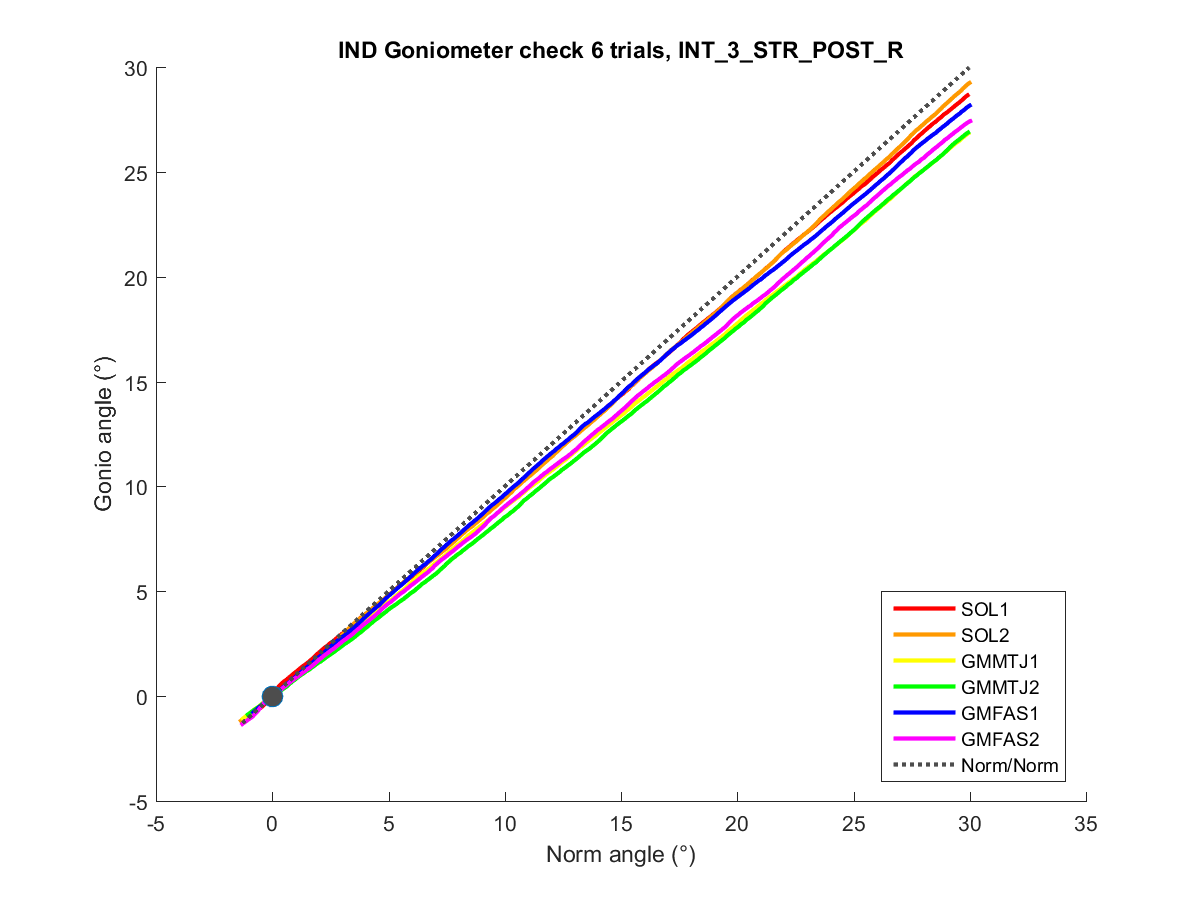 IND Goniometer check 6 trials, INT_3_STR_POST_R
30
25
20
15
10
5
0
-5
Gonio angle (°)
-5 0 5 10 15 20 25 30 35
Norm angle (°)
SOL1
SOL2
GMMTJ1
GMMTJ2
GMFAS1
GMFAS2
Norm/Norm